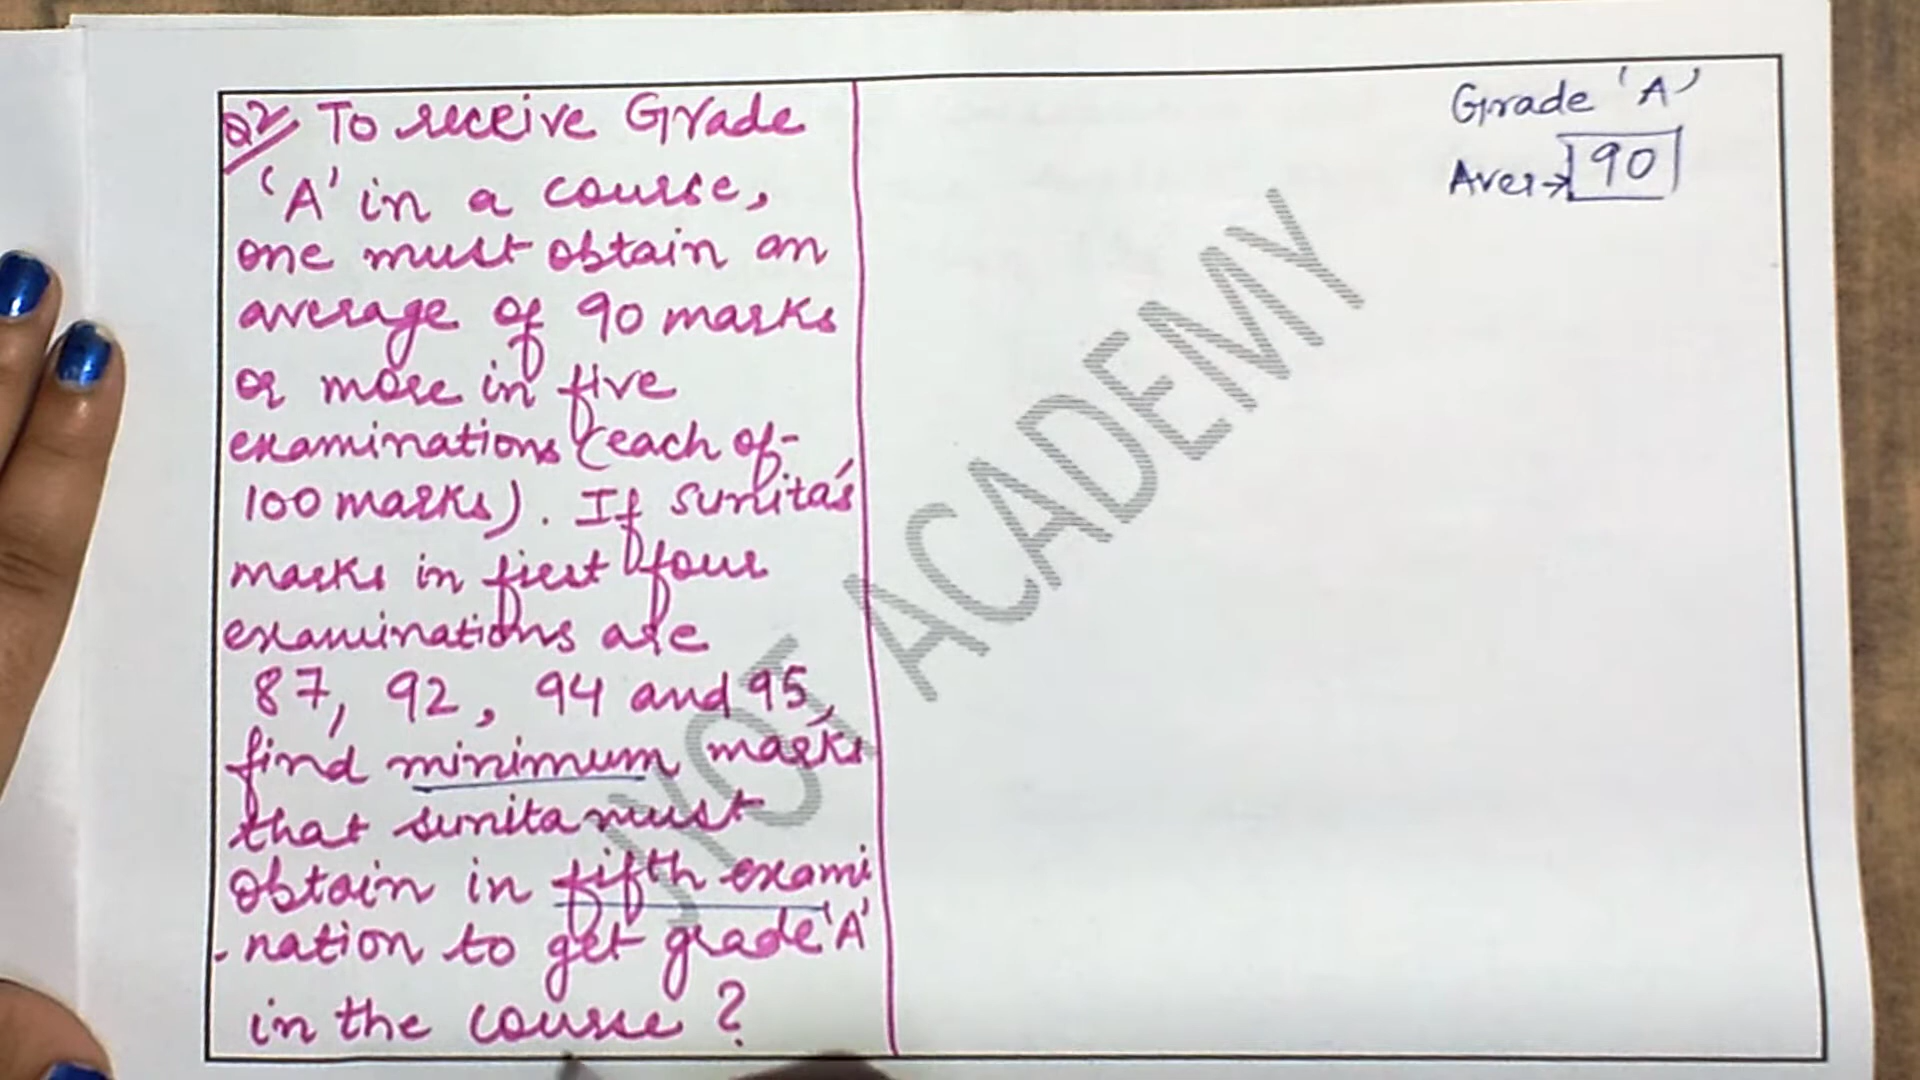 Q2/ To receive Grade
'A' in a course,
one must obtain an
average of 90 marks
or more in five
examinations (each of-
100 marks). If Sunita's
marks in first four
examinations are
87, 92, 94 and 95,
find minimum marks
that sunita must
obtain in fifth exami
-nation to get grade 'A'
in the course?
Grade 'A'
Aver→ 90
JYOT ACADEMY